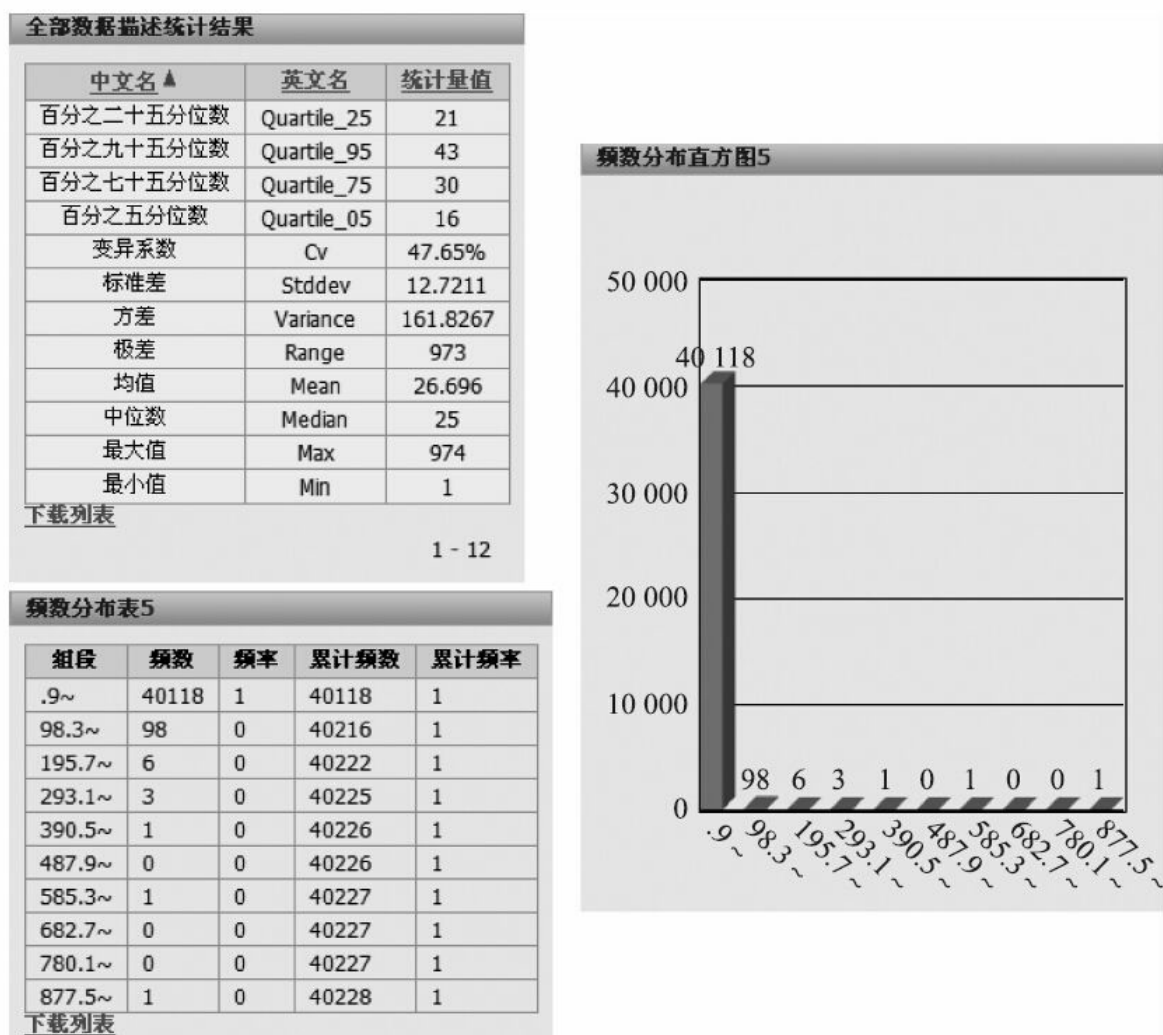 全部数据描述统计结果
中文名▲ 英文名 统计量值
百分之二十五分位数 Quartile_25 21
百分之九十五分位数 Quartile_95 43
百分之七十五分位数 Quartile_75 30
百分之五分位数 Quartile_05 16
变异系数 Cv 47.65%
标准差 Stddev 12.7211
方差 Variance 161.8267
极差 Range 973
均值 Mean 26.696
中位数 Median 25
最大值 Max 974
最小值 Min 1
下载列表
1 - 12
频数分布表5
组段 频数 频率 累计频数 累计频率
.9~ 40118 1 40118 1
98.3~ 98 0 40216 1
195.7~ 6 0 40222 1
293.1~ 3 0 40225 1
390.5~ 1 0 40226 1
487.9~ 0 0 40226 1
585.3~ 1 0 40227 1
682.7~ 0 0 40227 1
780.1~ 0 0 40227 1
877.5~ 1 0 40228 1
下载列表
频数分布直方图5
50 000
40 118
40 000
30 000
20 000
10 000
98 6 3 1 0 1 0 0 1
0
.9~ 98.3~ 195.7~ 293.1~ 390.5~ 487.9~ 585.3~ 682.7~ 780.1~ 877.5~